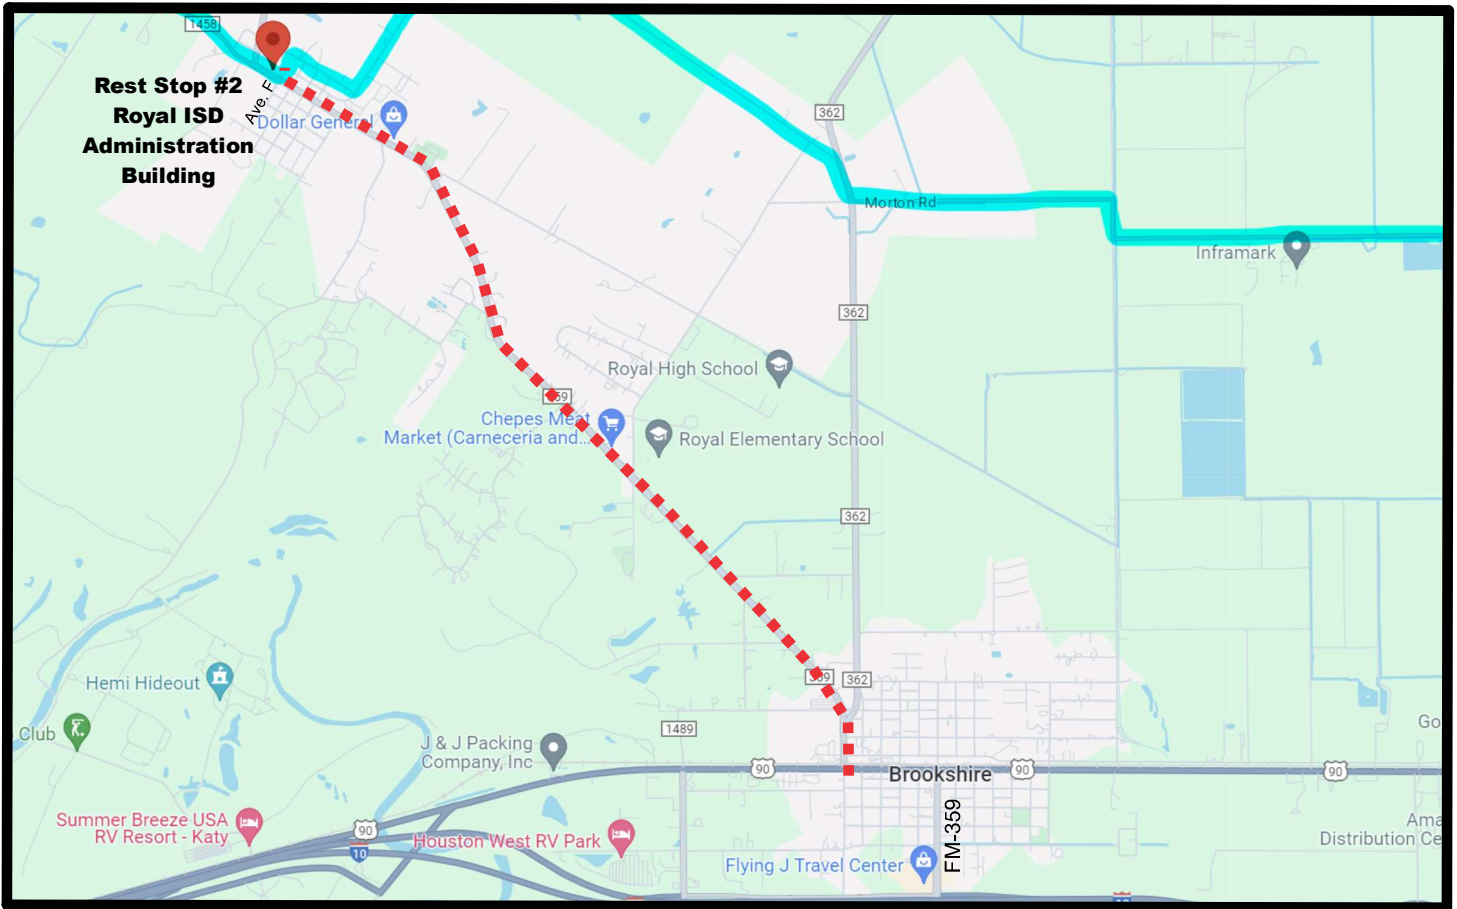 1458
Rest Stop #2
Royal ISD
Administration
Building
Ave. F
Dollar General
362
Morton Rd
Inframark
362
Royal High School
Chepes Meat
Market (Carneceria and...
Royal Elementary School
362
Hemi Hideout
362
Club
1489
J & J Packing
Company, Inc
90
Brookshire
90
90
Go
Summer Breeze USA
RV Resort - Katy
90
10
Houston West RV Park
FM-359
Flying J Travel Center
Ama
Distribution Ce